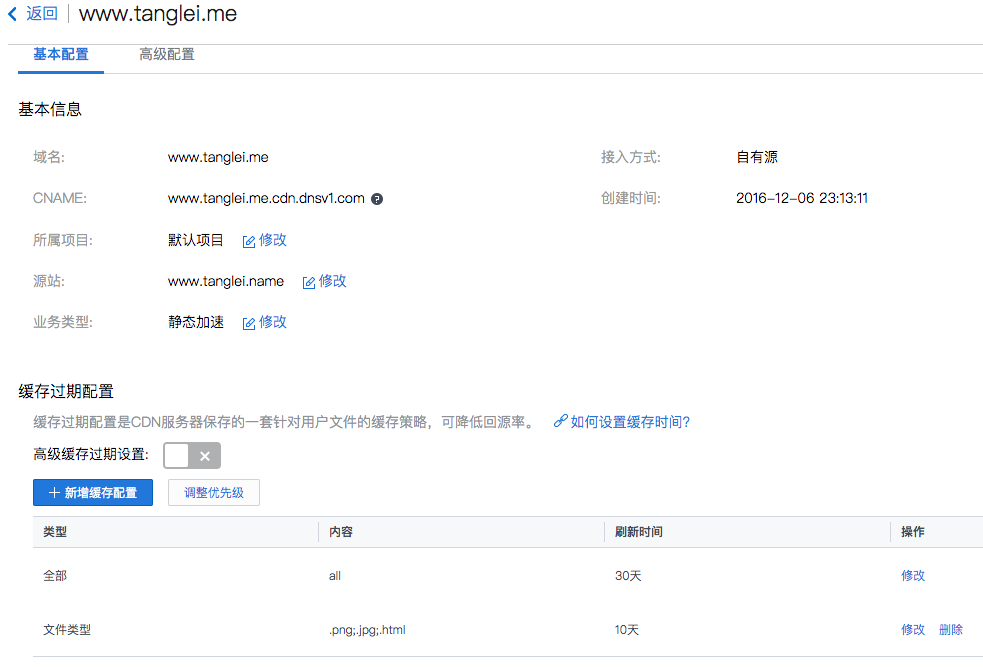 返回 www.tanglei.me
基本配置 高级配置
基本信息
域名: www.tanglei.me 接入方式: 自有源
CNAME: www.tanglei.me.cdn.dnsv1.com ? 创建时间: 2016-12-06 23:13:11
所属项目: 默认项目 修改
源站: www.tanglei.name 修改
业务类型: 静态加速 修改
缓存过期配置
缓存过期配置是CDN服务器保存的一套针对用户文件的缓存策略，可降低回源率。 如何设置缓存时间?
高级缓存过期设置:
新增缓存配置 调整优先级
类型 内容 刷新时间 操作
全部 all 30天 修改
文件类型 .png;.jpg;.html 10天 修改 删除